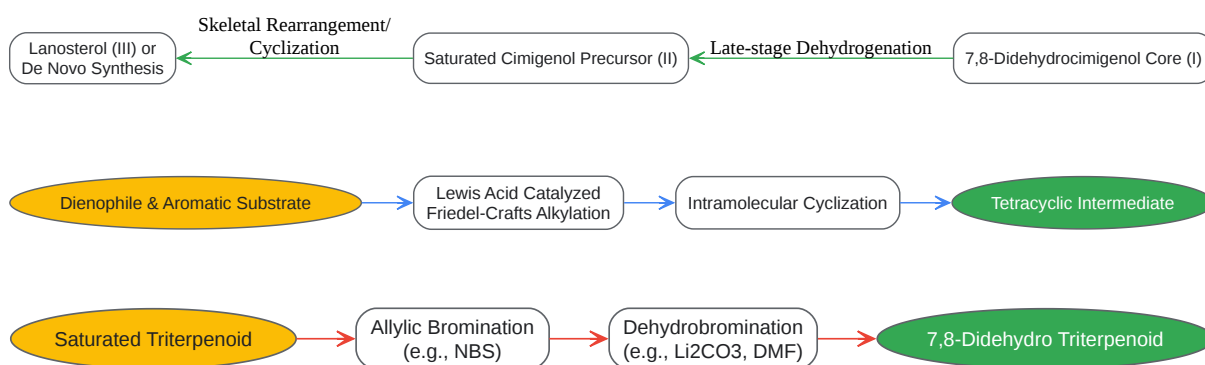 Skeletal Rearrangement/
Cyclization
Lanosterol (III) or
De Novo Synthesis
Saturated Cimigenol Precursor (II)
Late-stage Dehydrogenation
7,8-Didehydrocimigenol Core (I)
Dienophile & Aromatic Substrate
Lewis Acid Catalyzed
Friedel-Crafts Alkylation
Intramolecular Cyclization
Tetracyclic Intermediate
Saturated Triterpenoid
Allylic Bromination
(e.g., NBS)
Dehydrobromination
(e.g., Li2CO3, DMF)
7,8-Didehydro Triterpenoid